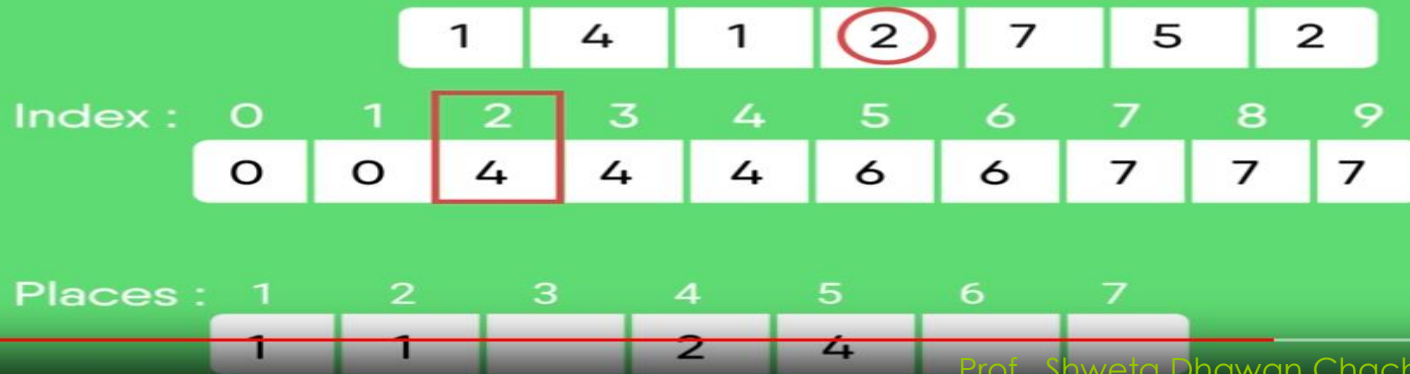 1 4 1 2 7 5 2
Index : 0 1 2 3 4 5 6 7 8 9
0 0 4 4 4 6 6 7 7 7
Places : 1 2 3 4 5 6 7
1 1 2 4
Prof. Shweta Dhawan